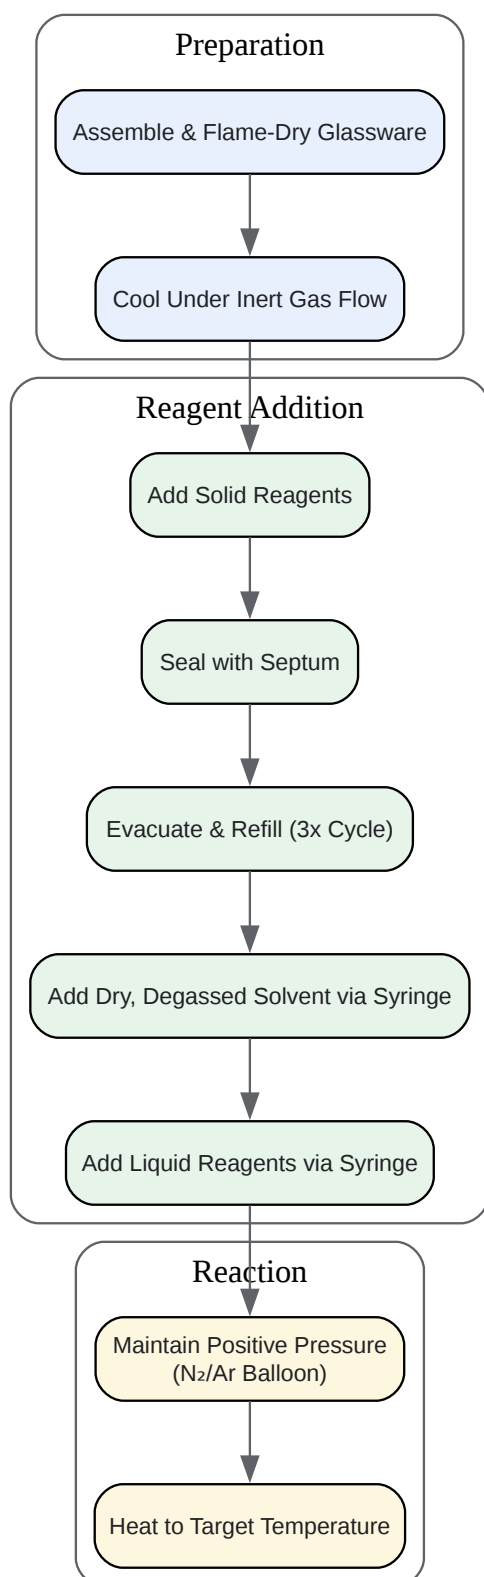 Preparation
Assemble & Flame-Dry Glassware
Cool Under Inert Gas Flow
Reagent Addition
Add Solid Reagents
Seal with Septum
Evacuate & Refill (3x Cycle)
Add Dry, Degassed Solvent via Syringe
Add Liquid Reagents via Syringe
Reaction
Maintain Positive Pressure
(N₂/Ar Balloon)
Heat to Target Temperature